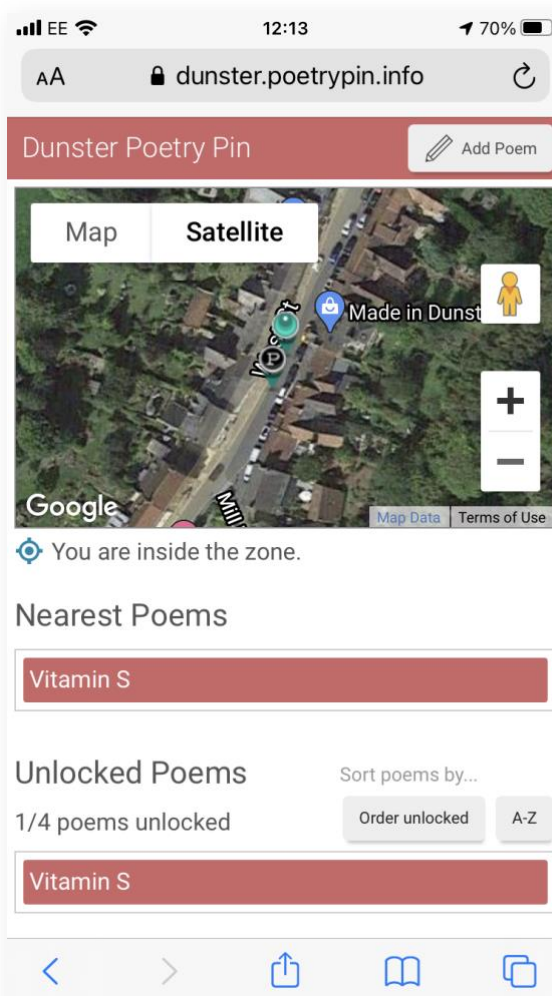 EE 12:13 70%
AA dunster.poetrypin.info
Dunster Poetry Pin Add Poem
Map Satellite
Made in Dunst
P
Google
Map Data Terms of Use
You are inside the zone.
Nearest Poems
Vitamin S
Unlocked Poems Sort poems by...
1/4 poems unlocked Order unlocked A-Z
Vitamin S